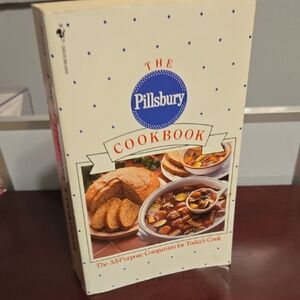 THE
Pillsbury
COOKBOOK
The All-Purpose Companion for Today's Cook